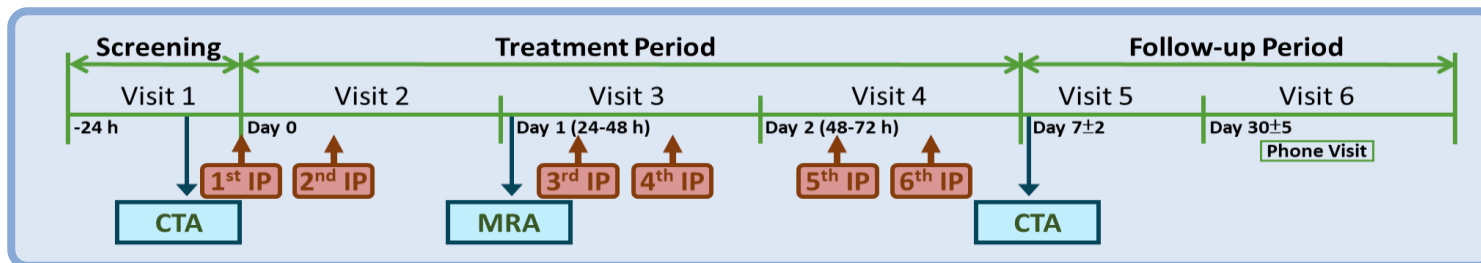 Screening Treatment Period Follow-up Period
Visit 1 Visit 2 Visit 3 Visit 4 Visit 5 Visit 6
-24 h Day 0 Day 1 (24-48 h) Day 2 (48-72 h) Day 7±2 Day 30±5
Phone Visit
1st IP 2nd IP 3rd IP 4th IP 5th IP 6th IP
CTA MRA CTA